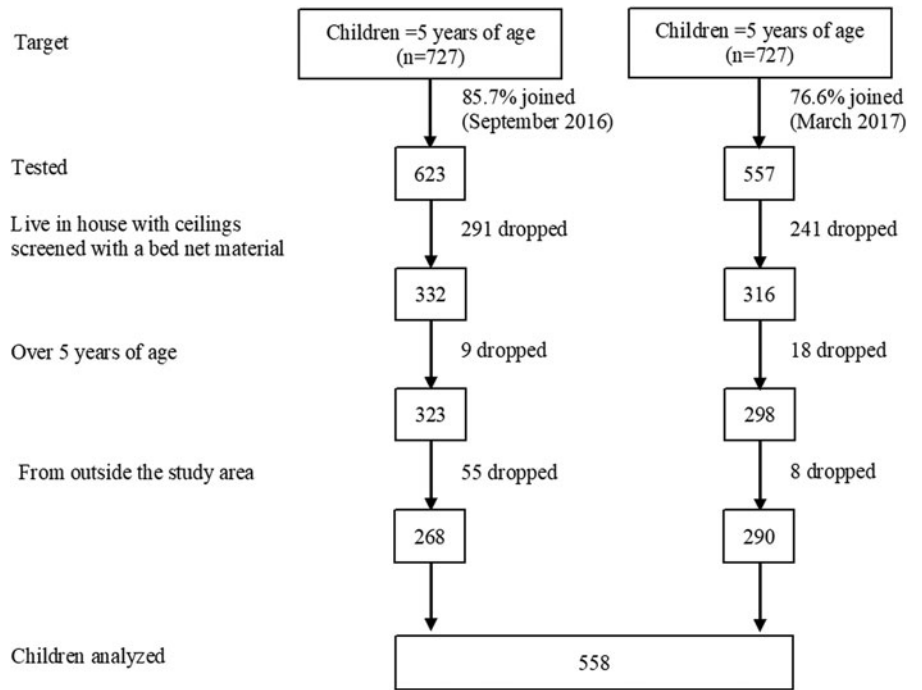 Target
Children =5 years of age
(n=727)
Children =5 years of age
(n=727)
85.7% joined
(September 2016)
76.6% joined
(March 2017)
Tested
623
557
Live in house with ceilings
screened with a bed net material
291 dropped
241 dropped
332
316
Over 5 years of age
9 dropped
18 dropped
323
298
From outside the study area
55 dropped
8 dropped
268
290
Children analyzed
558